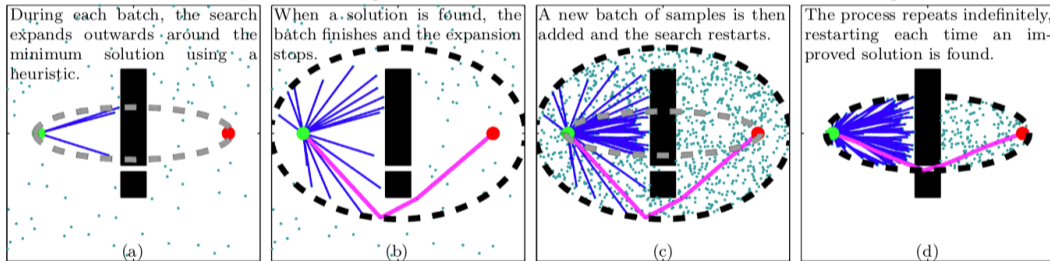 During each batch, the search
expands outwards around the
minimum solution using a
heuristic.
(a)
When a solution is found, the
batch finishes and the expansion
stops.
(b)
A new batch of samples is then
added and the search restarts.
(c)
The process repeats indefinitely,
restarting each time an im-
proved solution is found.
(d)